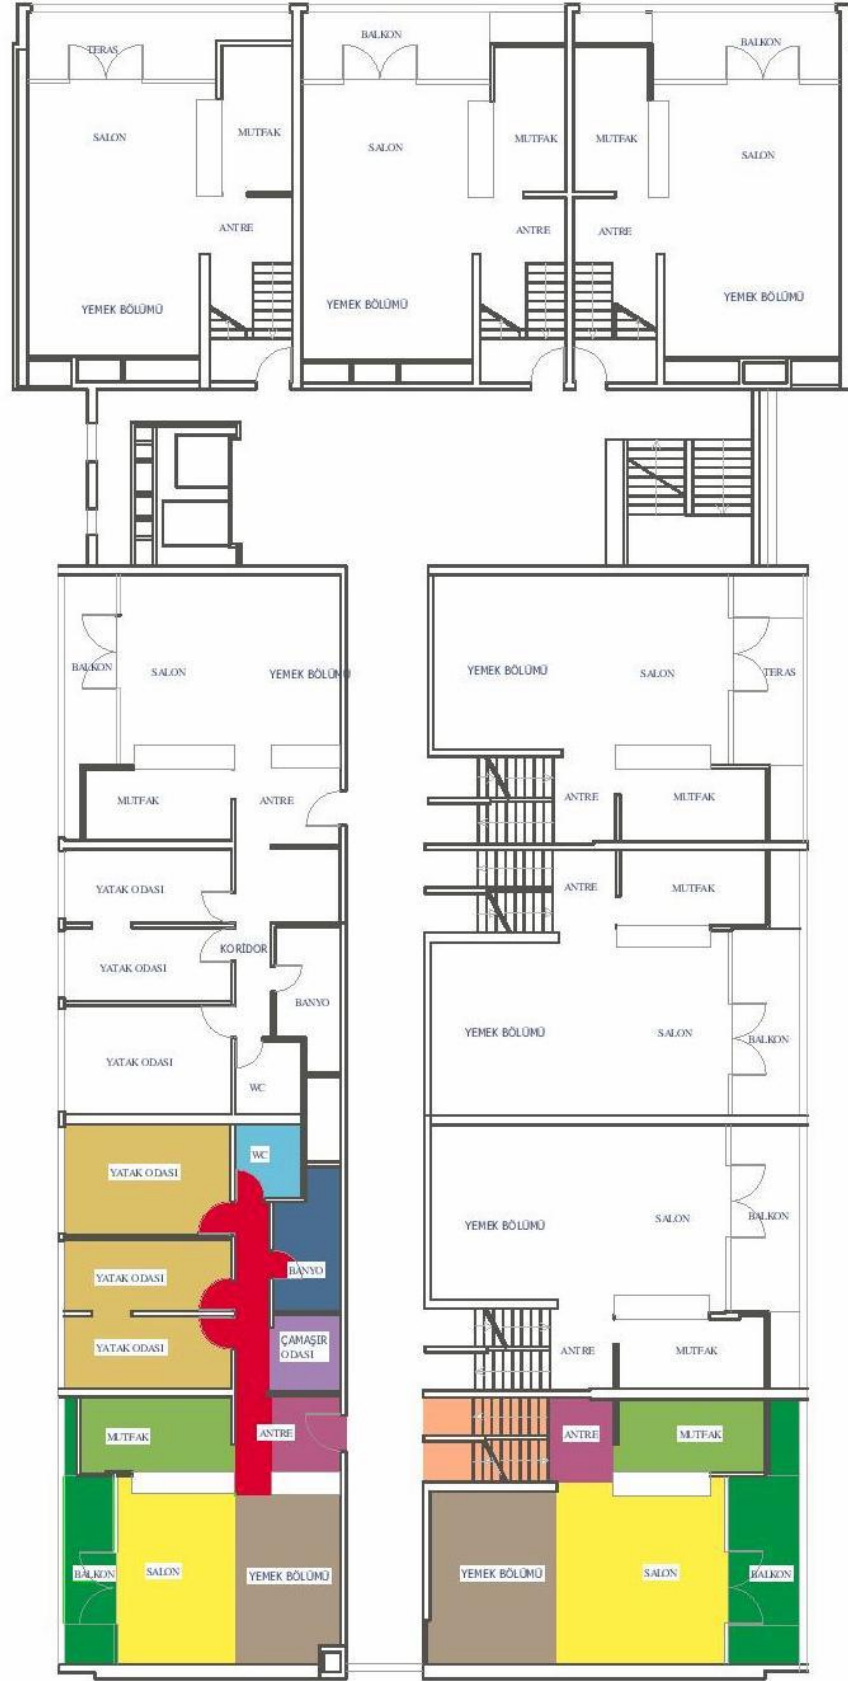 TERAS
BALKON
BALKON
SALON
MUTFAK
SALON
MUTFAK
MUTFAK
SALON
ANTRE
ANTRE
ANTRE
YEMEK BÖLÜMÜ
YEMEK BÖLÜMÜ
YEMEK BÖLÜMÜ
BALKON
SALON
YEMEK BÖLÜMÜ
YEMEK BÖLÜMÜ
SALON
TERAS
MUTFAK
ANTRE
ANTRE
MUTFAK
YATAK ODASI
ANTRE
MUTFAK
KORİDOR
YATAK ODASI
BANYO
YEMEK BÖLÜMÜ
SALON
BALKON
YATAK ODASI
WC
WC
YATAK ODASI
YEMEK BÖLÜMÜ
SALON
BALKON
YATAK ODASI
BANYO
YATAK ODASI
ÇAMAŞIR
ODASI
ANTRE
MUTFAK
MUTFAK
ANTRE
ANTRE
MUTFAK
BALKON
SALON
YEMEK BÖLÜMÜ
YEMEK BÖLÜMÜ
SALON
BALKON